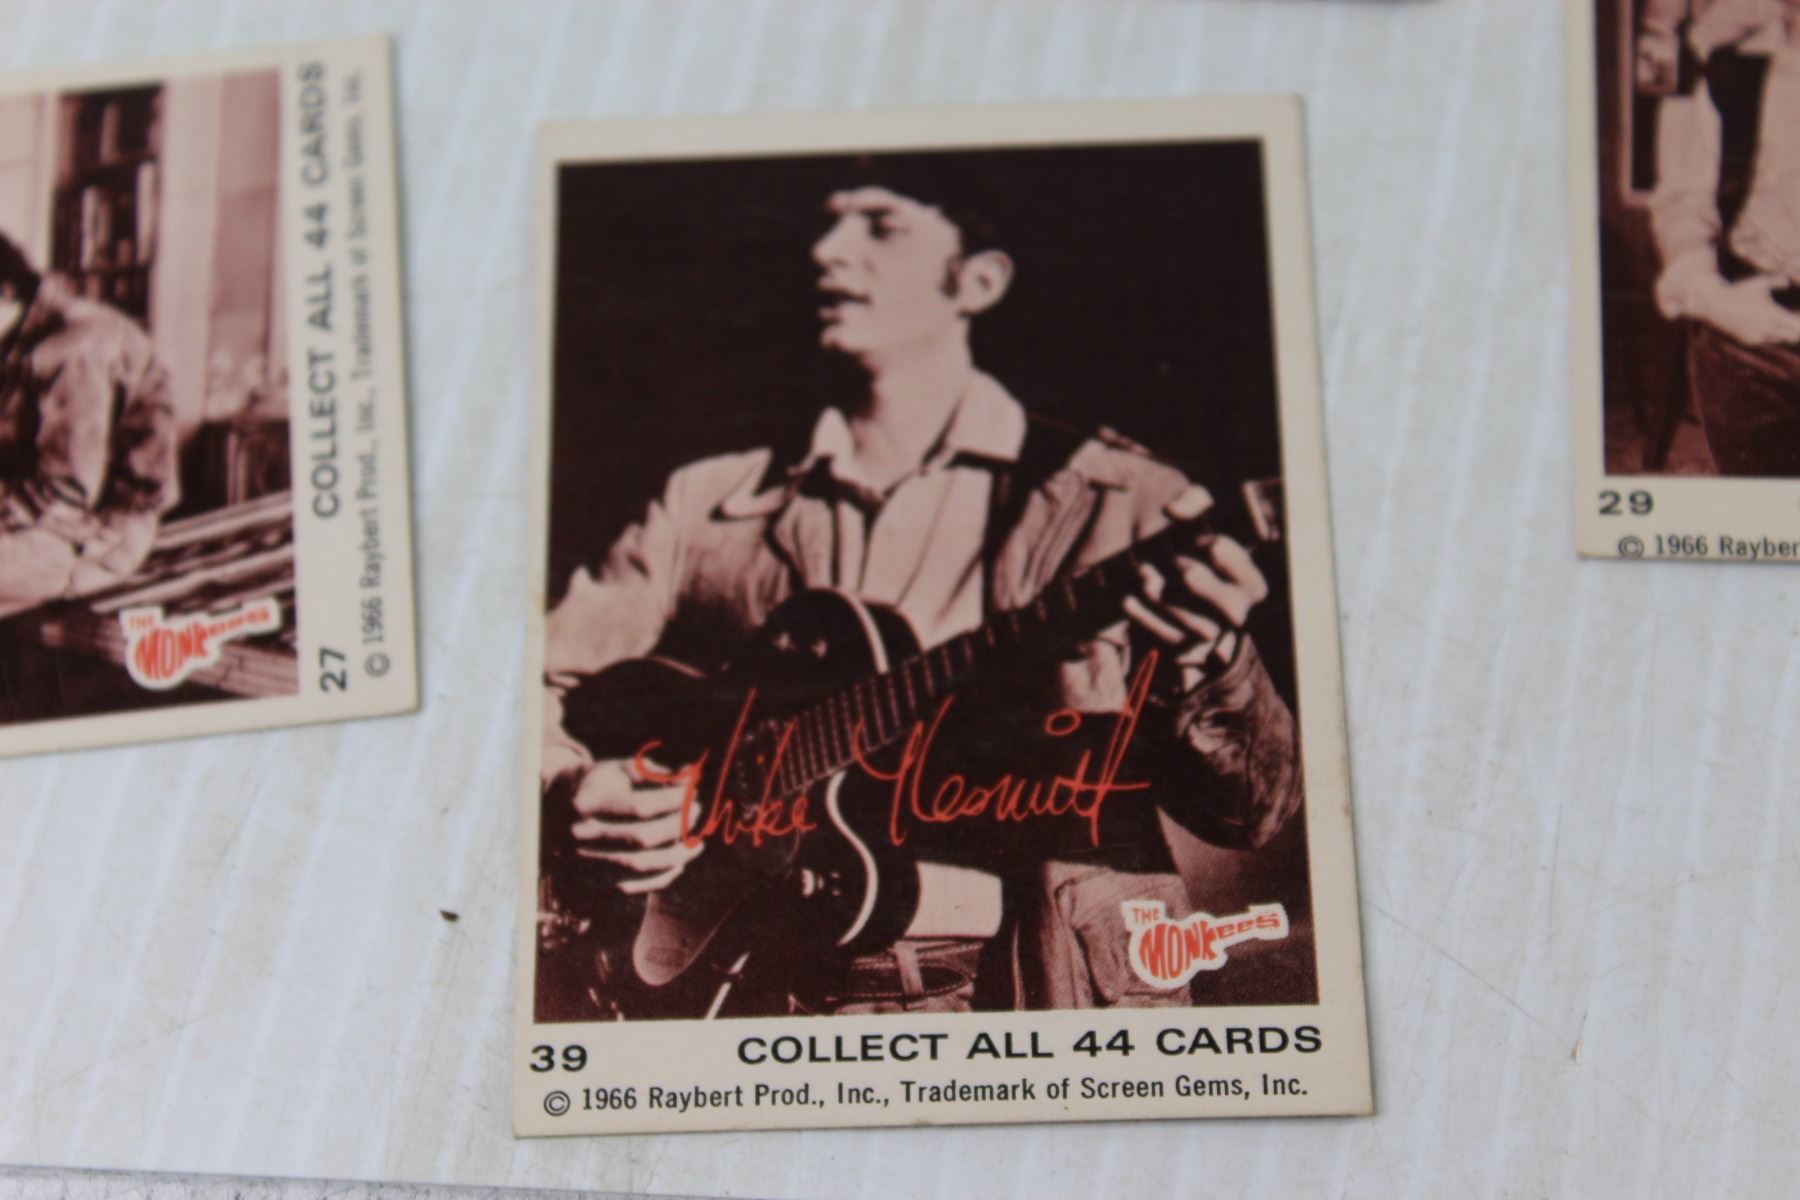 COLLECT ALL 44 CARDS
27
© 1966 Raybert Prod., Inc., Trademark of Screen Gems, Inc.
THE
MONKEES
Mike Nesmith
THE
MONKEES
39 COLLECT ALL 44 CARDS
© 1966 Raybert Prod., Inc., Trademark of Screen Gems, Inc.
29
© 1966 Rayber